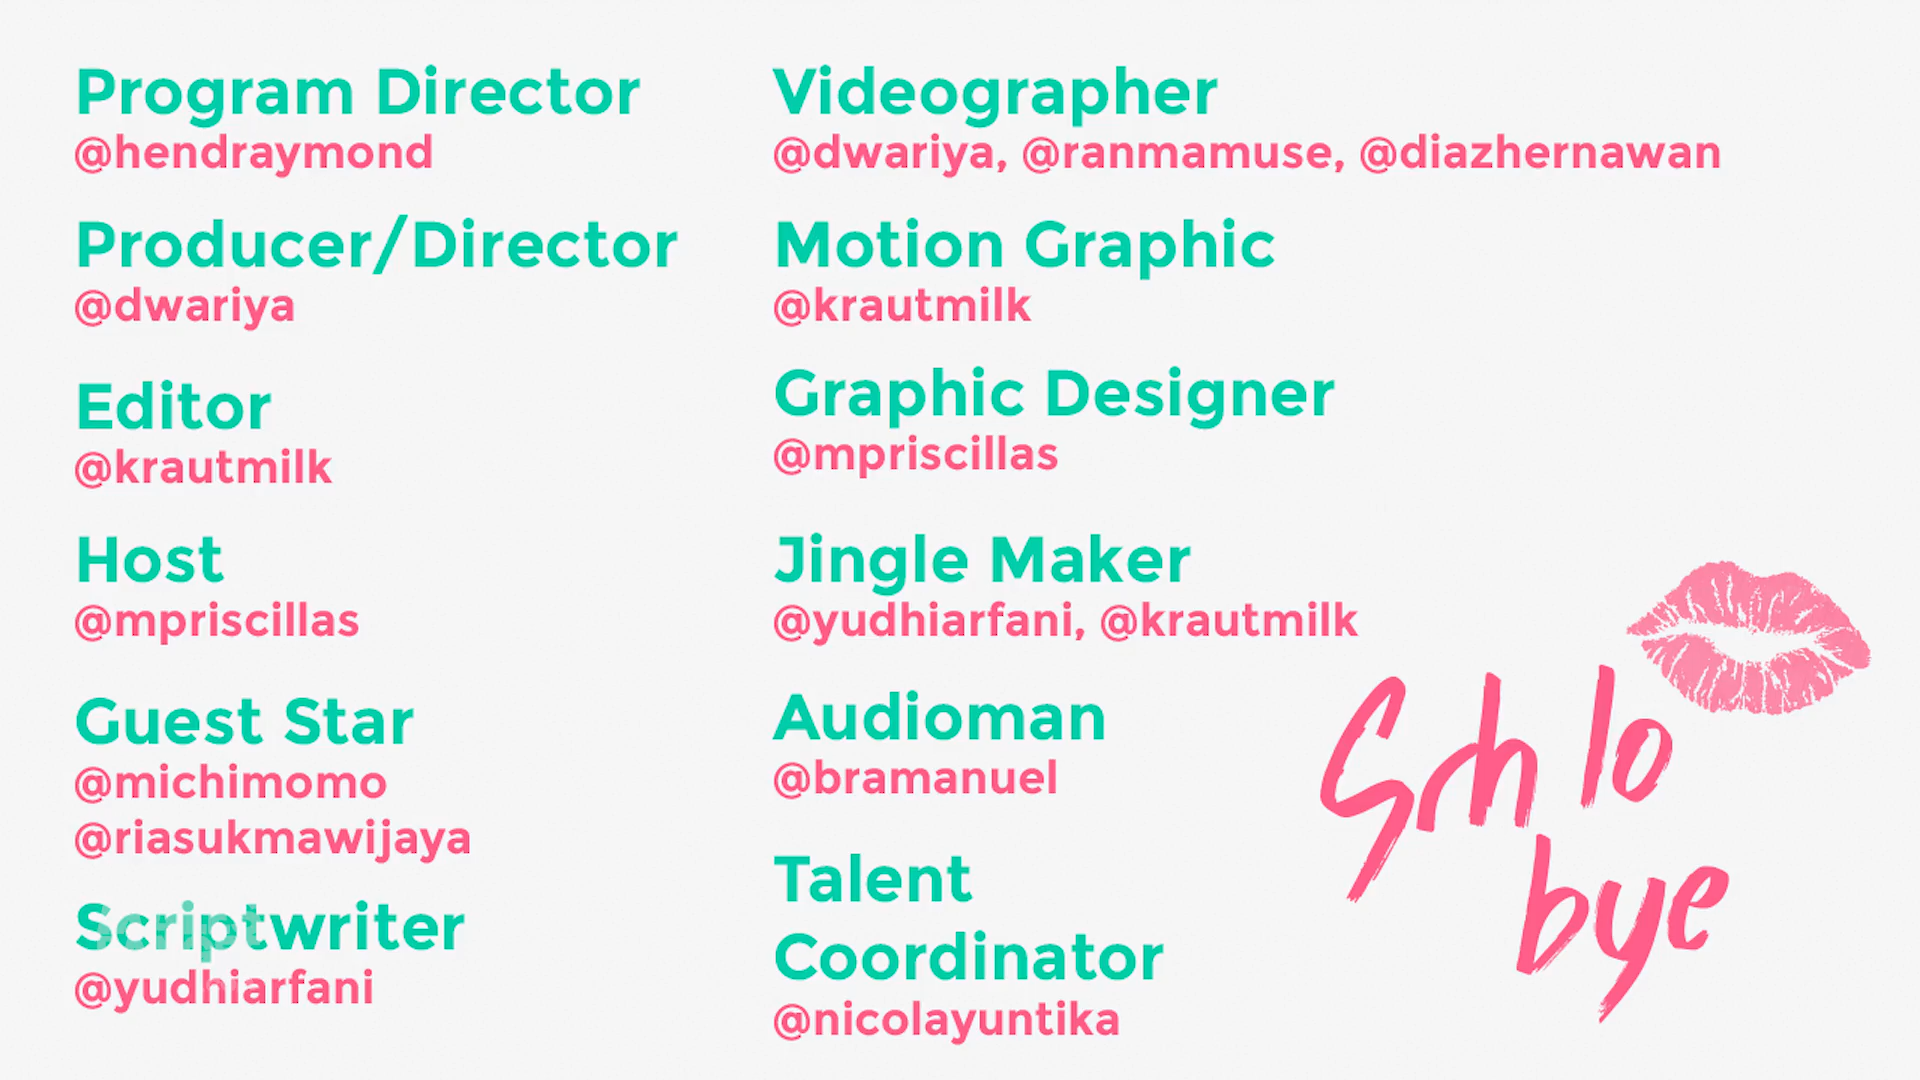 Program Director
@hendraymond
Producer/Director
@dwariya
Editor
@krautmilk
Host
@mpriscillas
Guest Star
@michimomo
@riasukmawijaya
Scriptwriter
@yudhiarfani
Videographer
@dwariya, @ranmamuse, @diazhernawan
Motion Graphic
@krautmilk
Graphic Designer
@mpriscillas
Jingle Maker
@yudhiarfani, @krautmilk
Audioman
@bramanuel
Talent
Coordinator
@nicolayuntika
lo
bye